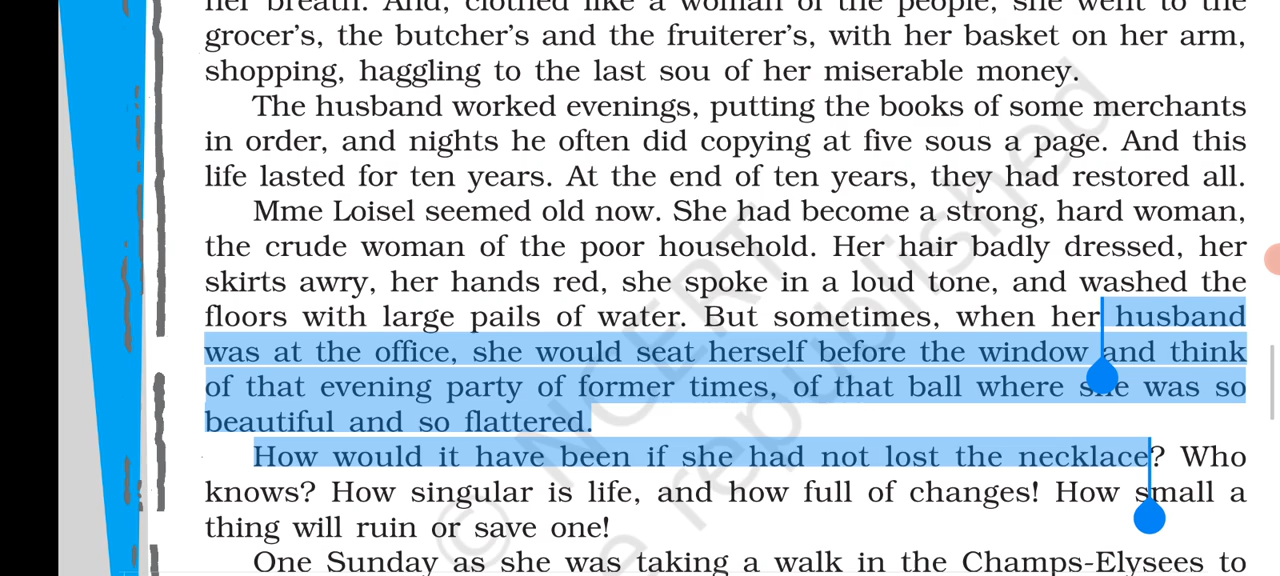 her breath. And, clothed like a woman of the people, she went to the
grocer's, the butcher's and the fruiterer's, with her basket on her arm,
shopping, haggling to the last sou of her miserable money.
The husband worked evenings, putting the books of some merchants
in order, and nights he often did copying at five sous a page. And this
life lasted for ten years. At the end of ten years, they had restored all.
Mme Loisel seemed old now. She had become a strong, hard woman,
the crude woman of the poor household. Her hair badly dressed, her
skirts awry, her hands red, she spoke in a loud tone, and washed the
floors with large pails of water. But sometimes, when her husband
was at the office, she would seat herself before the window and think
of that evening party of former times, of that ball where she was so
beautiful and so flattered.
How would it have been if she had not lost the necklace? Who
knows? How singular is life, and how full of changes! How small a
thing will ruin or save one!
One Sunday as she was taking a walk in the Champs-Elysees to
© NCERT
republished